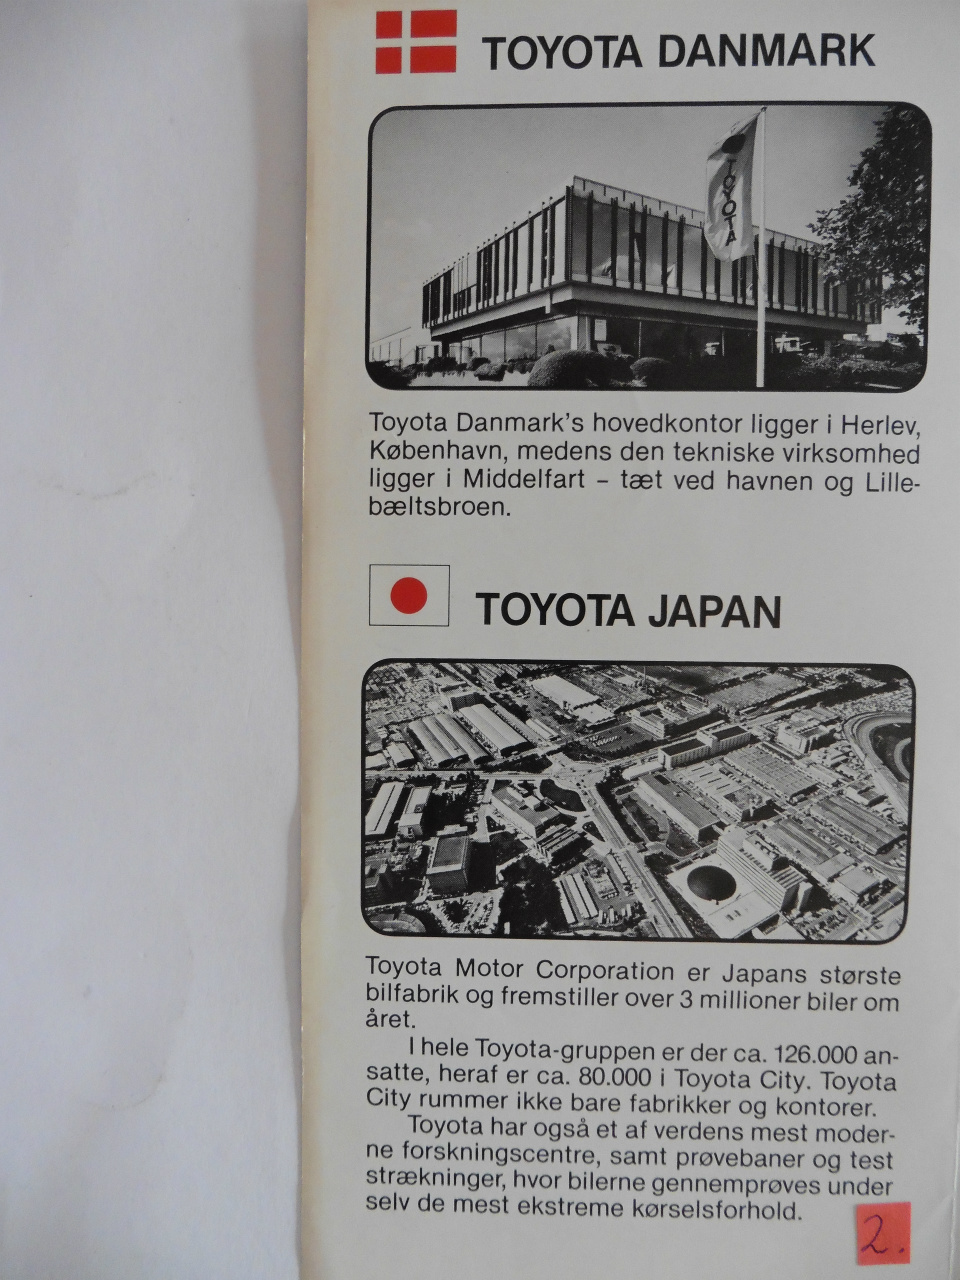 TOYOTA DANMARK
TOYOTA
Toyota Danmark's hovedkontor ligger i Herlev,
København, medens den tekniske virksomhed
ligger i Middelfart – tæt ved havnen og Lille-
bæltsbroen.
TOYOTA JAPAN
Toyota Motor Corporation er Japans største
bilfabrik og fremstiller over 3 millioner biler om
året.
I hele Toyota-gruppen er der ca. 126.000 an-
satte, heraf er ca. 80.000 i Toyota City. Toyota
City rummer ikke bare fabrikker og kontorer.
Toyota har også et af verdens mest moder-
ne forskningscentre, samt prøvebaner og test
strækninger, hvor bilerne gennemprøves under
selv de mest ekstreme kørselsforhold.
2.